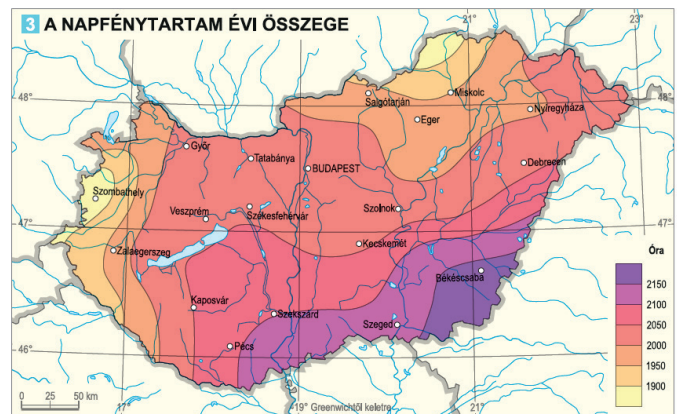 3 A NAPFÉNYTARTAM ÉVI ÖSSZEGE
21°
23°
48°
Miskolc
48°
Salgótarján
Nyíregyháza
Eger
Győr
Tatabánya
BUDAPEST
Debrecen
Szombathely
Veszprém
Székesfehérvár
Szolnok
47°
47°
Zalaegerszeg
Kecskemét
Óra
Békéscsaba
2150
2100
Kaposvár
Szekszárd
2050
Szeged
2000
Pécs
46°
46°
1950
1900
0 25 50 km
17°
19° Greenwichtől keletre
21°